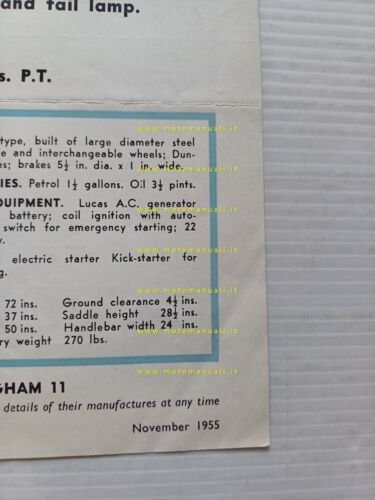 and tail lamp.
s. P.T.
type, built of large diameter steel
e and interchangeable wheels; Dun-
es; brakes 5½ in. dia. x 1 in. wide.
IES. Petrol 1½ gallons. Oil 3½ pints.
QUIPMENT. Lucas A.C. generator
battery; coil ignition with auto-
switch for emergency starting; 22
y.
electric starter Kick-starter for
g.
72 ins. Ground clearance 4½ ins.
37 ins. Saddle height 28½ ins.
50 ins. Handlebar width 24 ins.
ry weight 270 lbs.
GHAM 11
details of their manufactures at any time
November 1955
www.motomanuali.it
www.motomanuali.it
www.motomanuali.it
www.motomanuali.it
www.motomanuali.it
www.motomanuali.it
www.motomanuali.it